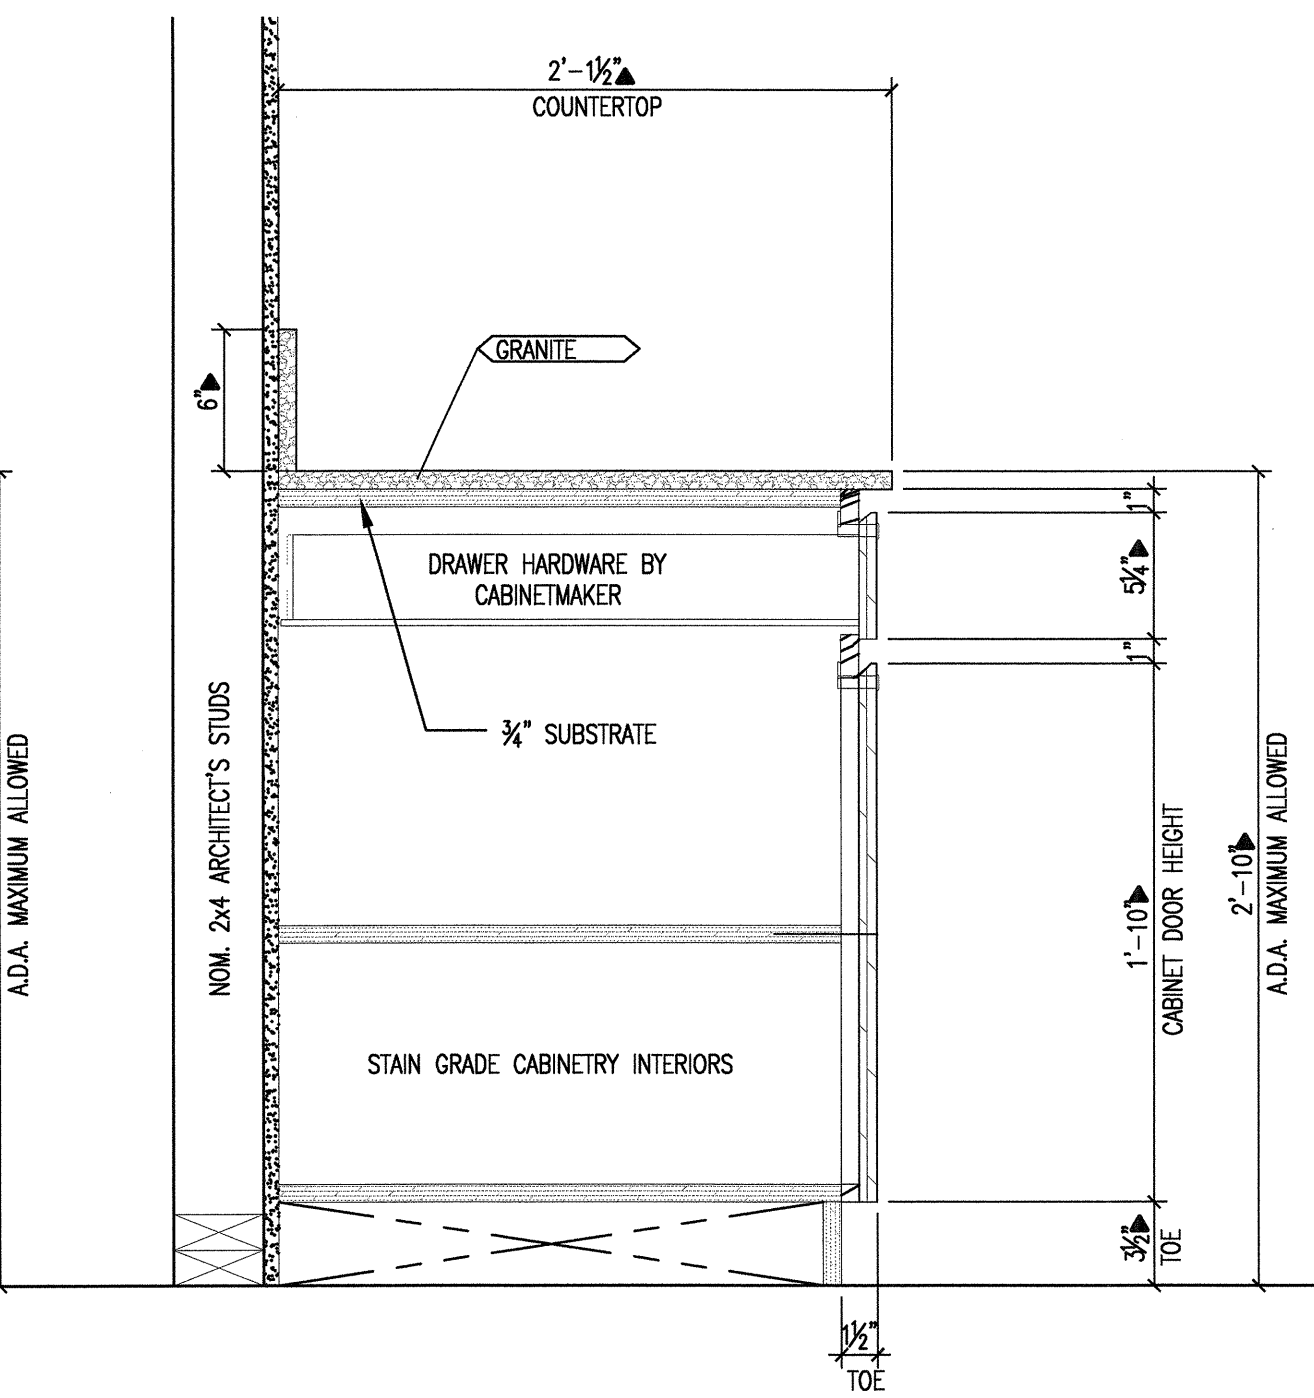 2'-1½"
COUNTERTOP
GRANITE
6"
1"
DRAWER HARDWARE BY
CABINETMAKER
5¼"
1"
¾" SUBSTRATE
NOM. 2x4 ARCHITECT'S STUDS
A.D.A. MAXIMUM ALLOWED
1'-10"
CABINET DOOR HEIGHT
2'-10"
A.D.A. MAXIMUM ALLOWED
STAIN GRADE CABINETRY INTERIORS
3½"
TOE
1½"
TOE